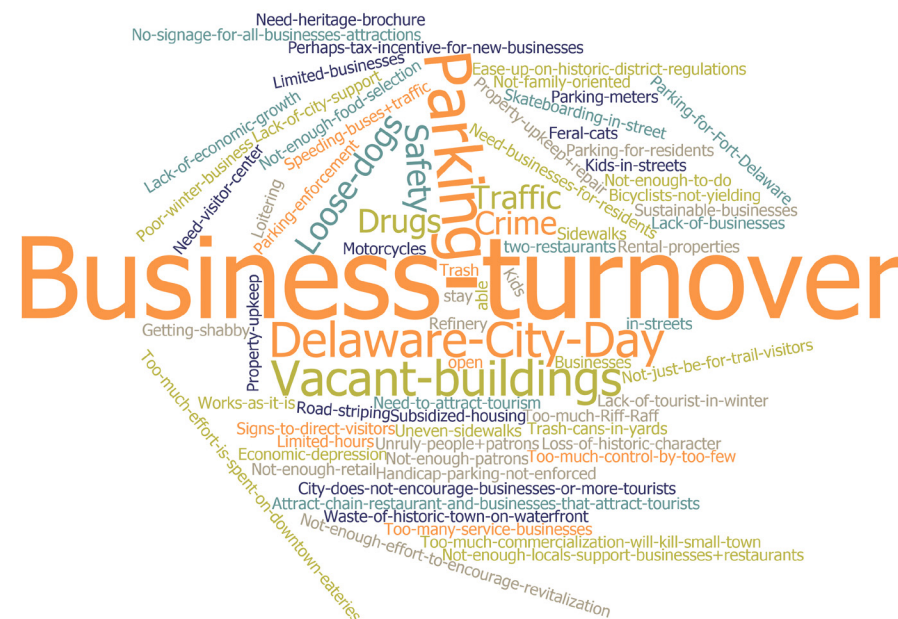 Need-heritage-brochure
No-signage-for-all-businesses-attractions
Perhaps-tax-incentive-for-new-businesses
Limited-businesses
Parking
Ease-up-on-historic-district-regulations
Not-family-oriented
Lack-of-city-support
Not-enough-food-selection
Property-upkeep+repair
Skateboarding-in-street
Parking-meters
Parking-for-Fort-Delaware
Lack-of-economic-growth
Speeding-buses+traffic
Loose-dogs
Safety
Need-businesses-for-residents
Feral-cats
Parking-for-residents
Poor-winter-business
Need-visitor-center
Parking-enforcement
Kids-in-streets
Not-enough-to-do
Loitering
Traffic
Bicyclists-not-yielding
Drugs
Crime
Sustainable-businesses
Lack-of-businesses
Sidewalks
Motorcycles
two-restaurants
Rental-properties
Business-turnover
Trash
Kids
stay
able
Property-upkeep
Getting-shabby
Refinery
in-streets
Delaware-City-Day
open
Businesses
Not-just-be-for-trail-visitors
Vacant-buildings
Too-much-effort-is-spent-on-downtown-eateries
Works-as-it-is
Road-striping
Need-to-attract-tourism
Lack-of-tourist-in-winter
Subsidized-housing
Too-much-Riff-Raff
Signs-to-direct-visitors
Uneven-sidewalks
Trash-cans-in-yards
Limited-hours
Unruly-people+patrons
Loss-of-historic-character
Economic-depression
Not-enough-patrons
Too-much-control-by-too-few
Not-enough-retail
Handicap-parking-not-enforced
City-does-not-encourage-businesses-or-more-tourists
Attract-chain-restaurant-and-businesses-that-attract-tourists
Waste-of-historic-town-on-waterfront
Not-enough-effort-to-encourage-revitalization
Too-many-service-businesses
Too-much-commercialization-will-kill-small-town
Not-enough-locals-support-businesses+restaurants